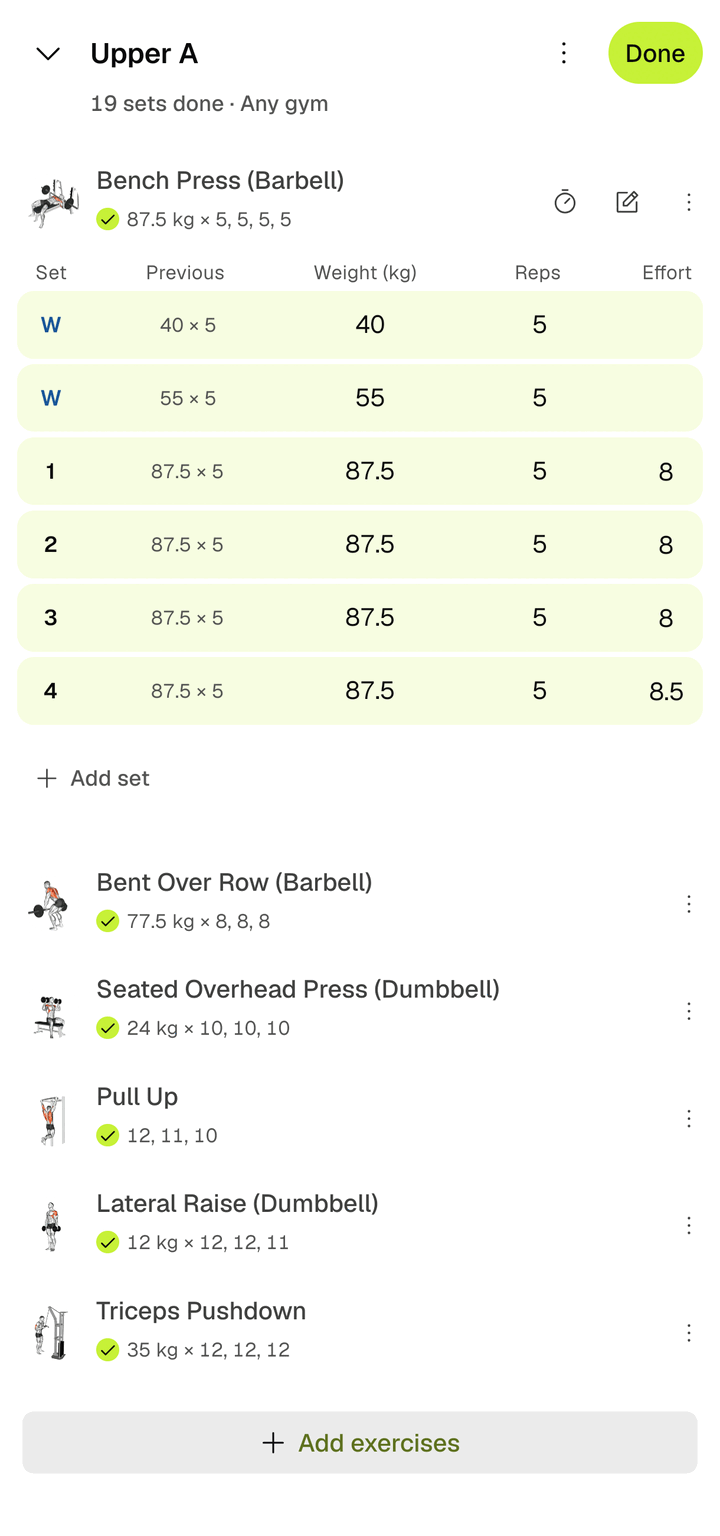 Upper A
Done
19 sets done · Any gym
Bench Press (Barbell)
87.5 kg × 5, 5, 5, 5
Set Previous Weight (kg) Reps Effort
W 40 × 5 40 5
W 55 × 5 55 5
1 87.5 × 5 87.5 5 8
2 87.5 × 5 87.5 5 8
3 87.5 × 5 87.5 5 8
4 87.5 × 5 87.5 5 8.5
Add set
Bent Over Row (Barbell)
77.5 kg × 8, 8, 8
Seated Overhead Press (Dumbbell)
24 kg × 10, 10, 10
Pull Up
12, 11, 10
Lateral Raise (Dumbbell)
12 kg × 12, 12, 11
Triceps Pushdown
35 kg × 12, 12, 12
Add exercises